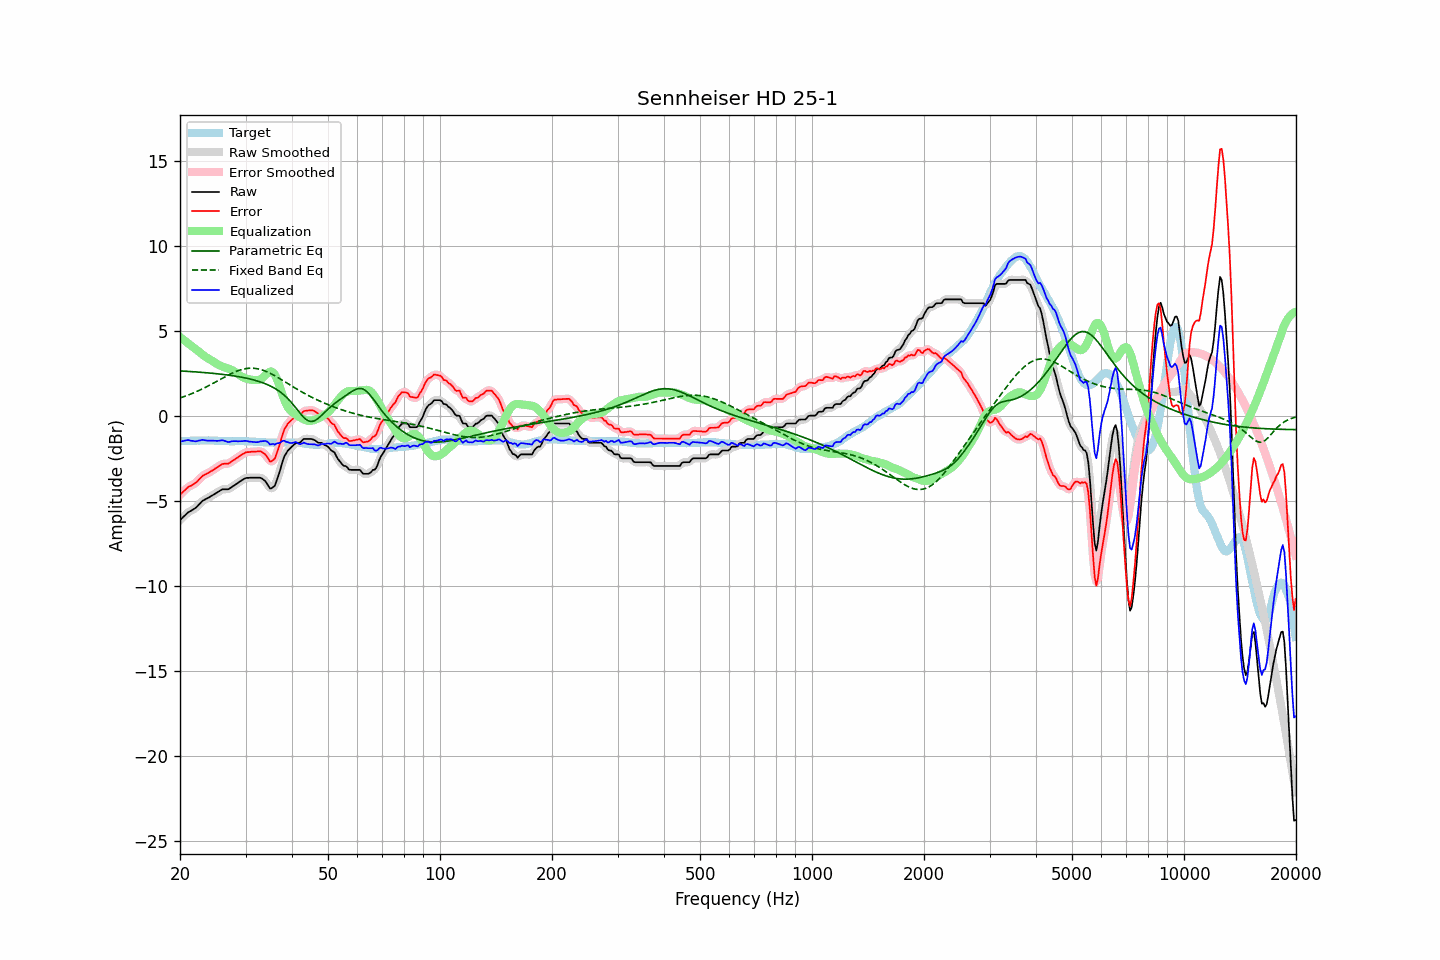 Sennheiser HD 25-1
Target
Raw Smoothed
Error Smoothed
Raw
Error
Equalization
Parametric Eq
Fixed Band Eq
Equalized
Amplitude (dBr)
15
10
5
0
−5
−10
−15
−20
−25
20 50 100 200 500 1000 2000 5000 10000 20000
Frequency (Hz)